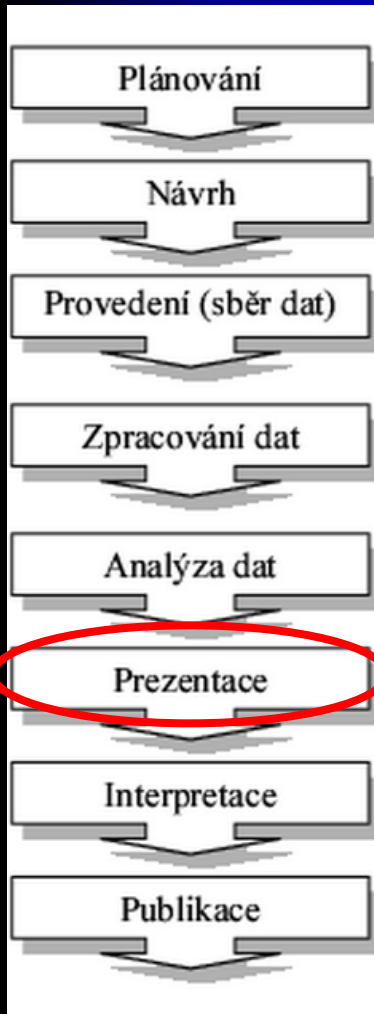 Plánování
Návrh
Provedení (sběr dat)
Zpracování dat
Analýza dat
Prezentace
Interpretace
Publikace